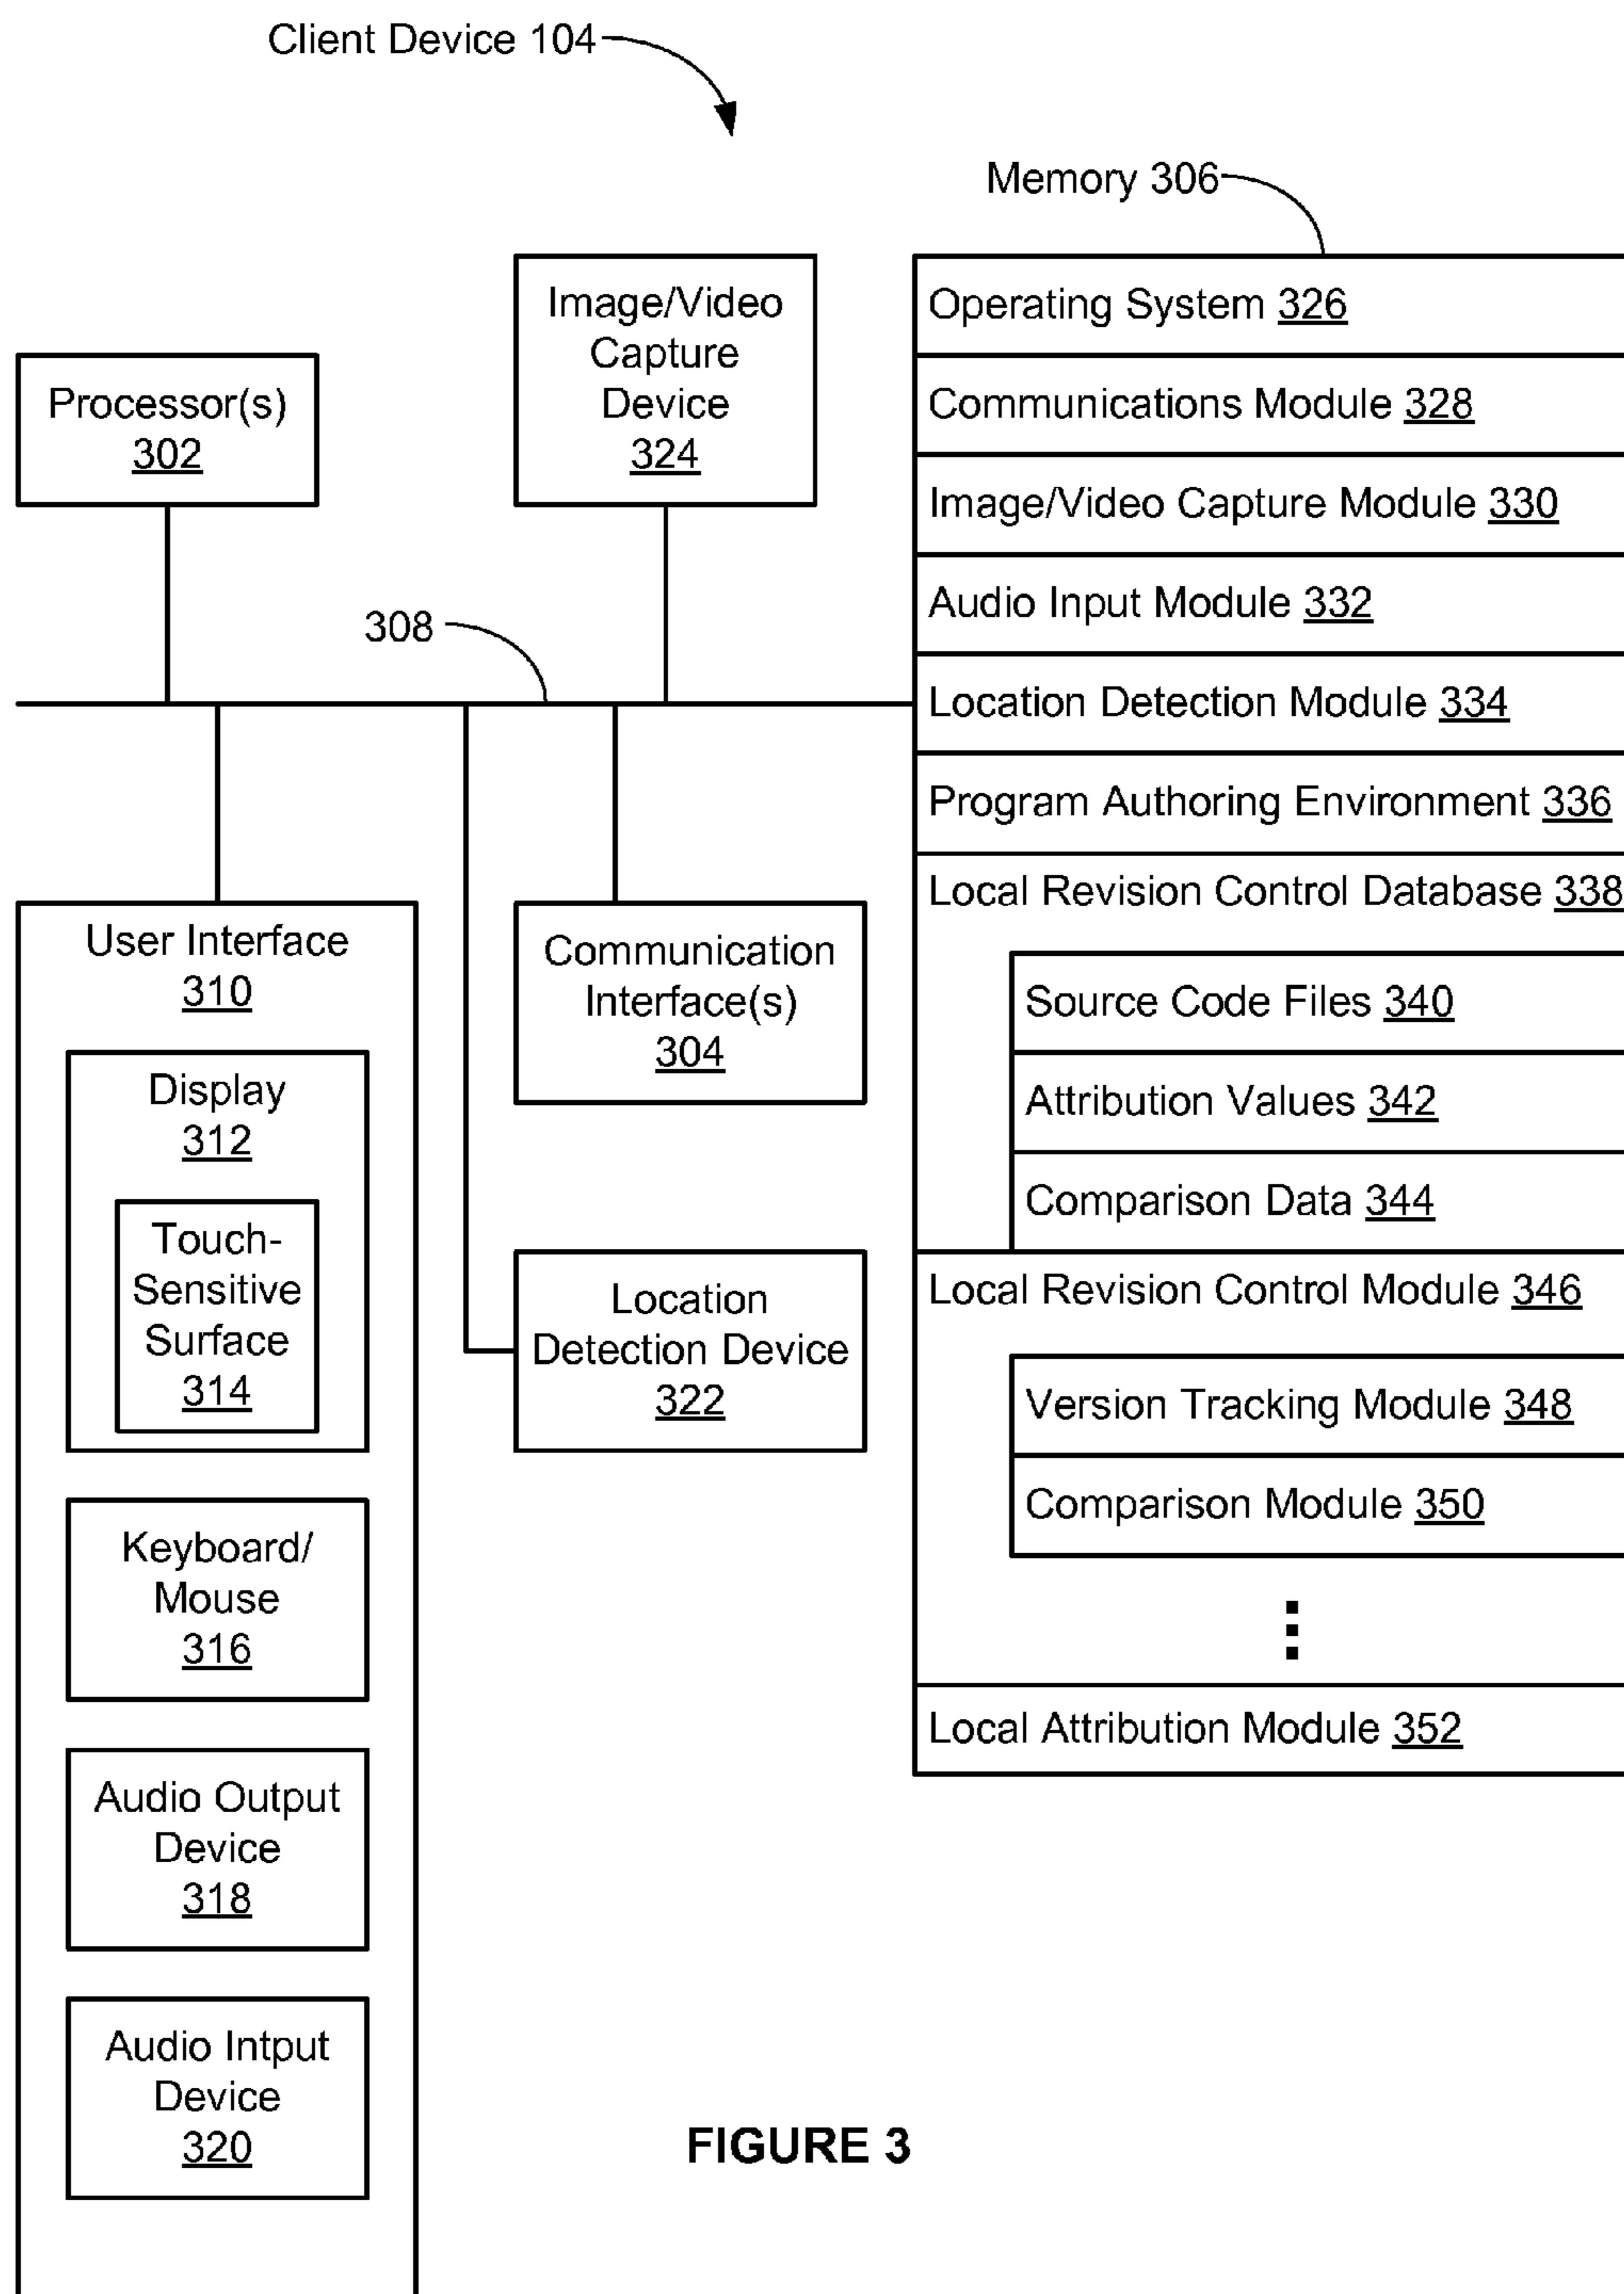 Client Device 104
Memory 306
Image/Video
Capture
Device
324
Processor(s)
302
308
User Interface
310
Display
312
Touch-
Sensitive
Surface
314
Keyboard/
Mouse
316
Audio Output
Device
318
Audio Intput
Device
320
Communication
Interface(s)
304
Location
Detection Device
322
Operating System 326
Communications Module 328
Image/Video Capture Module 330
Audio Input Module 332
Location Detection Module 334
Program Authoring Environment 336
Local Revision Control Database 338
Source Code Files 340
Attribution Values 342
Comparison Data 344
Local Revision Control Module 346
Version Tracking Module 348
Comparison Module 350
Local Attribution Module 352
FIGURE 3